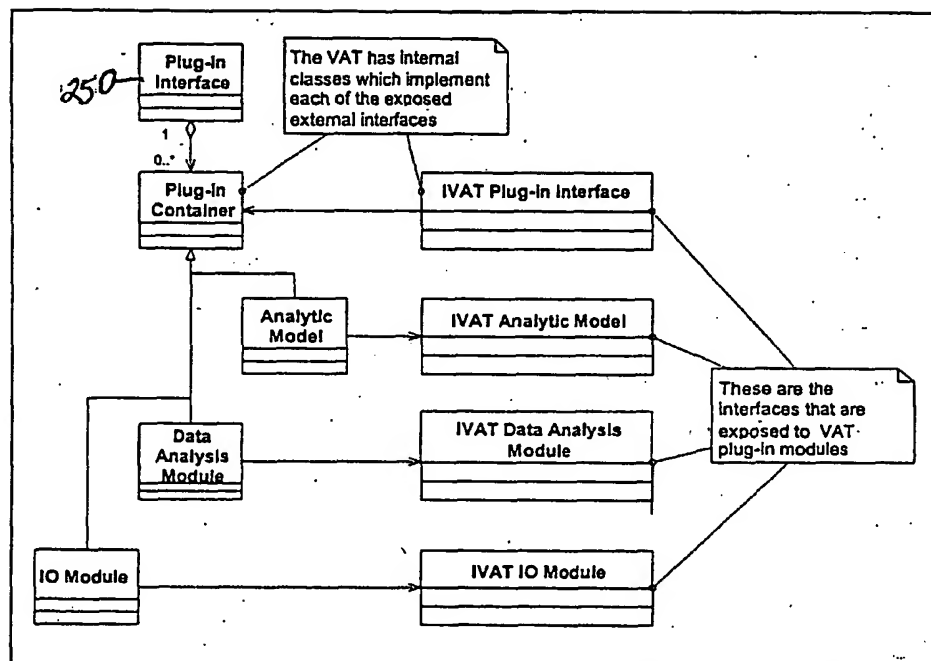 Plug-in
Interface
250
1
0..*
The VAT has internal
classes which implement
each of the exposed
external interfaces
Plug-in
Container
IVAT Plug-in Interface
Analytic
Model
IVAT Analytic Model
These are the
interfaces that are
exposed to VAT
plug-in modules
Data
Analysis
Module
IVAT Data Analysis
Module
IO Module
IVAT IO Module